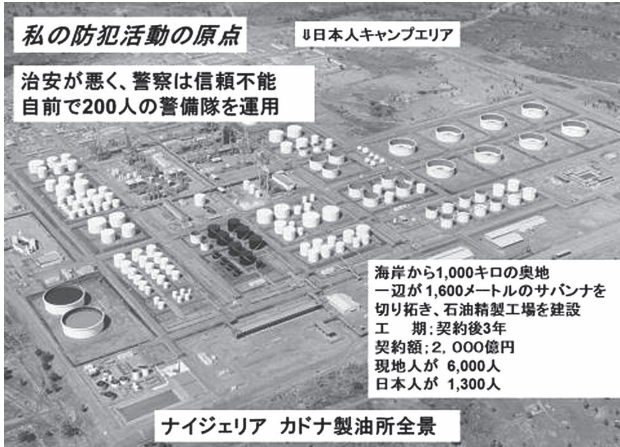 私の防犯活動の原点
⇓日本人キャンプエリア
治安が悪く、警察は信頼不能
自前で200人の警備隊を運用
海岸から1,000キロの奥地
一辺が1,600メートルのサバンナを
切り拓き、石油精製工場を建設
工　期；契約後3年
契約額；２，０００億円
現地人が 6,000人
日本人が 1,300人
ナイジェリア　カドナ製油所全景